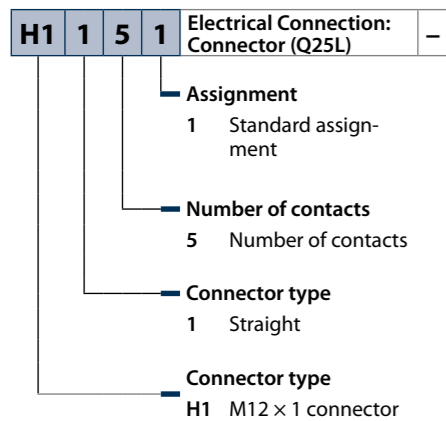 H1 1 5 1 Electrical Connection:
Connector (Q25L) –
Assignment
1 Standard assign-
ment
Number of contacts
5 Number of contacts
Connector type
1 Straight
Connector type
H1 M12 × 1 connector